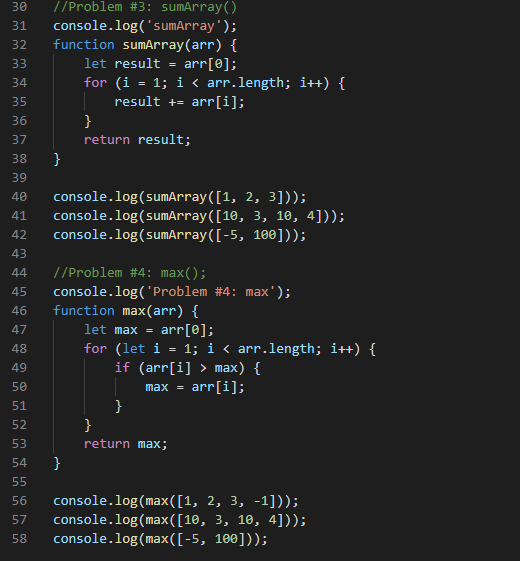 30 //Problem #3: sumArray()
31 console.log('sumArray');
32 function sumArray(arr) {
33     let result = arr[0];
34     for (i = 1; i < arr.length; i++) {
35         result += arr[i];
36     }
37     return result;
38 }
39
40 console.log(sumArray([1, 2, 3]));
41 console.log(sumArray([10, 3, 10, 4]));
42 console.log(sumArray([-5, 100]));
43
44 //Problem #4: max();
45 console.log('Problem #4: max');
46 function max(arr) {
47     let max = arr[0];
48     for (let i = 1; i < arr.length; i++) {
49         if (arr[i] > max) {
50             max = arr[i];
51         }
52     }
53     return max;
54 }
55
56 console.log(max([1, 2, 3, -1]));
57 console.log(max([10, 3, 10, 4]));
58 console.log(max([-5, 100]));